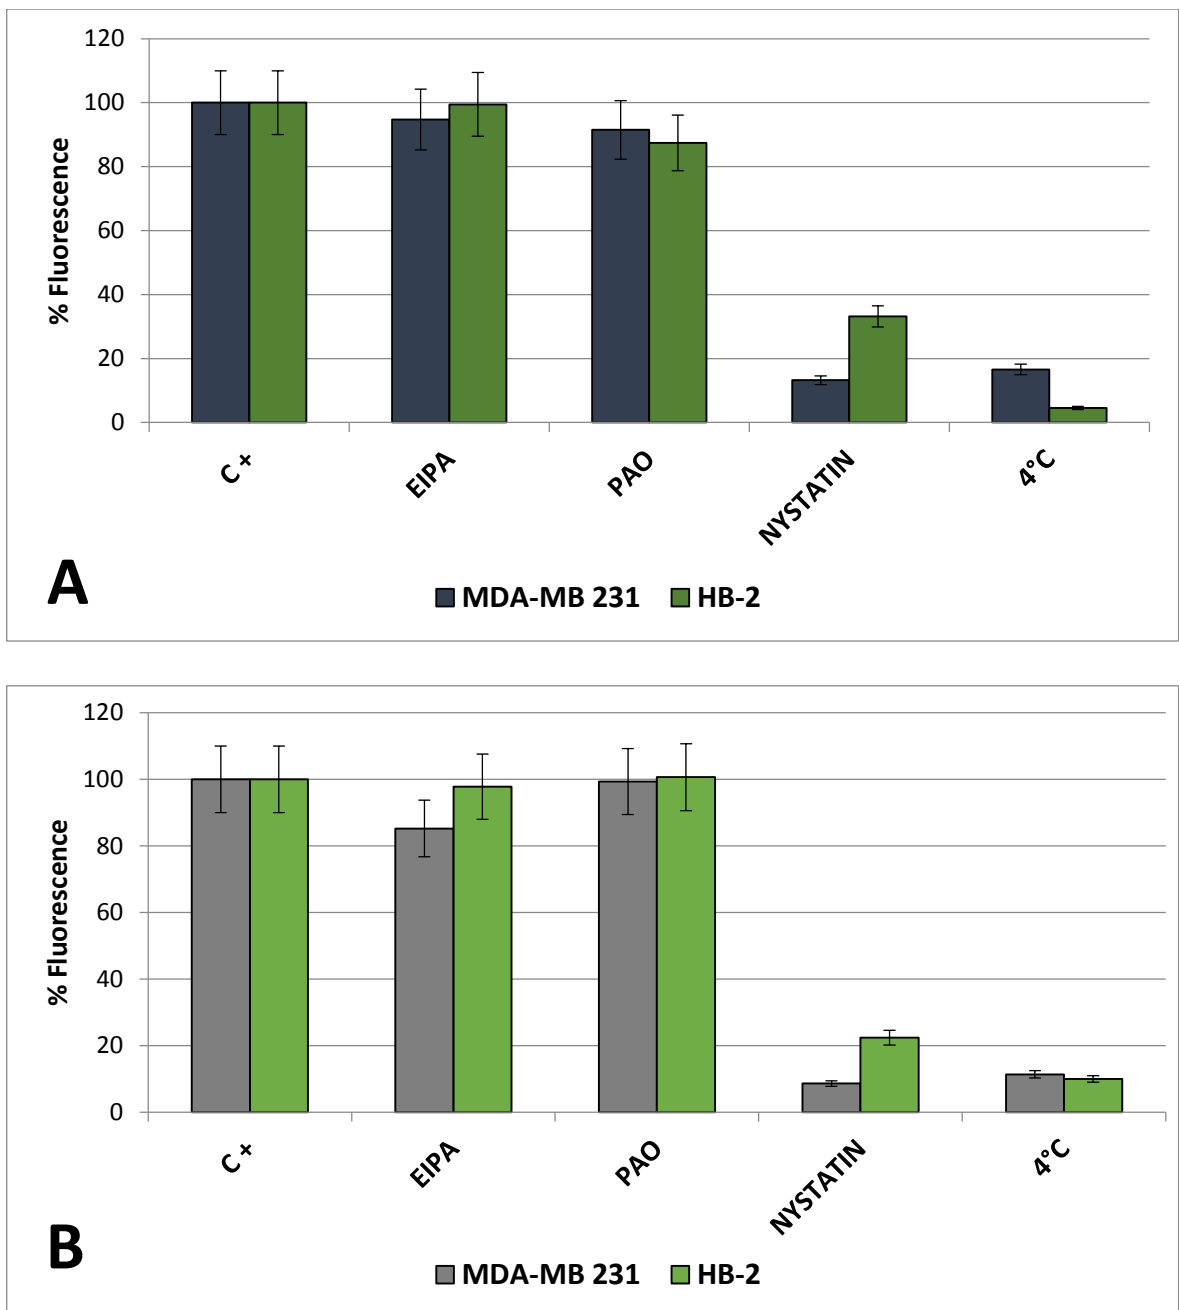 120
100
80
60
40
20
0
% Fluorescence
C + EIPA PAO NYSTATIN 4°C
A
MDA-MB 231 HB-2
120
100
80
60
40
20
0
% Fluorescence
C + EIPA PAO NYSTATIN 4°C
B
MDA-MB 231 HB-2